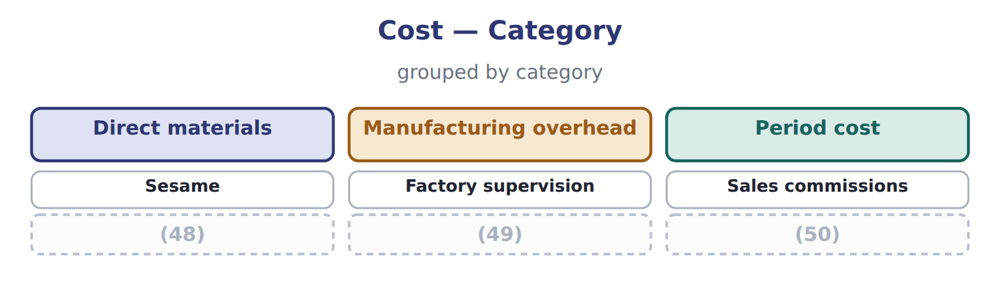 Cost — Category
grouped by category
Direct materials
Manufacturing overhead
Period cost
Sesame
Factory supervision
Sales commissions
(48)
(49)
(50)